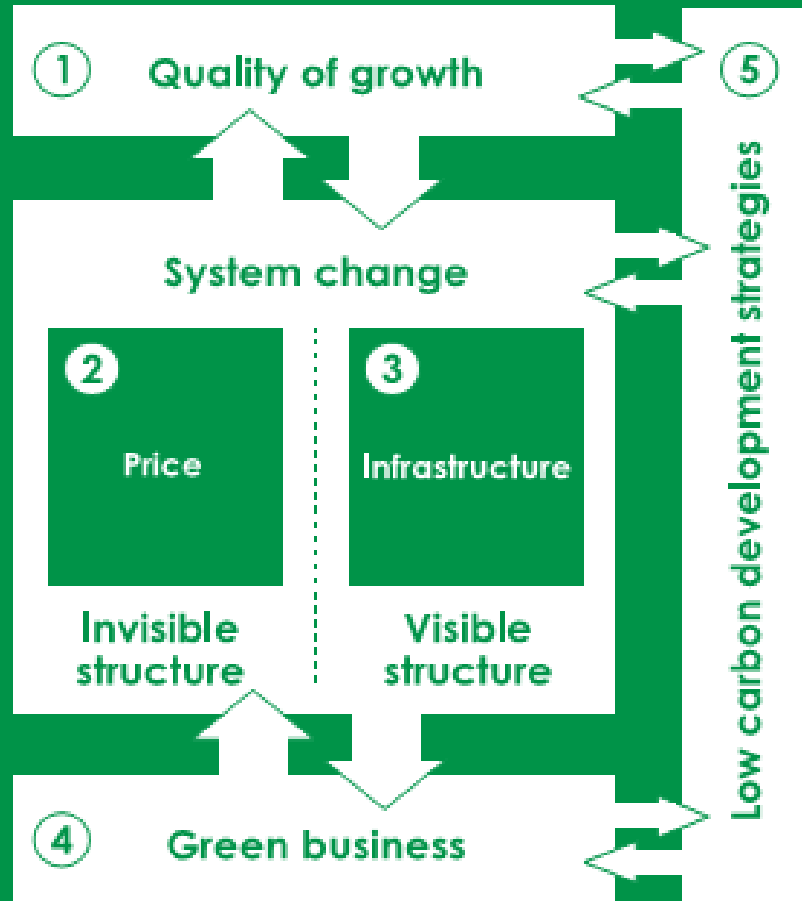 1 Quality of growth
System change
2
Price
3
Infrastructure
Invisible
structure
Visible
structure
4 Green business
5
Low carbon development strategies